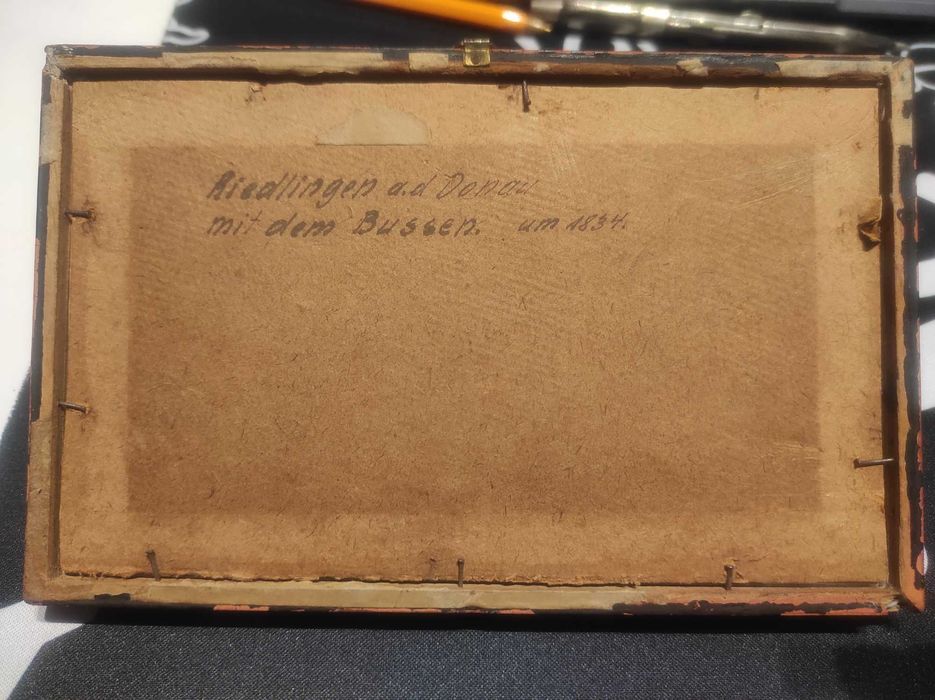 Riedlingen a.d Donau
mit dem Bussen. um 1834.